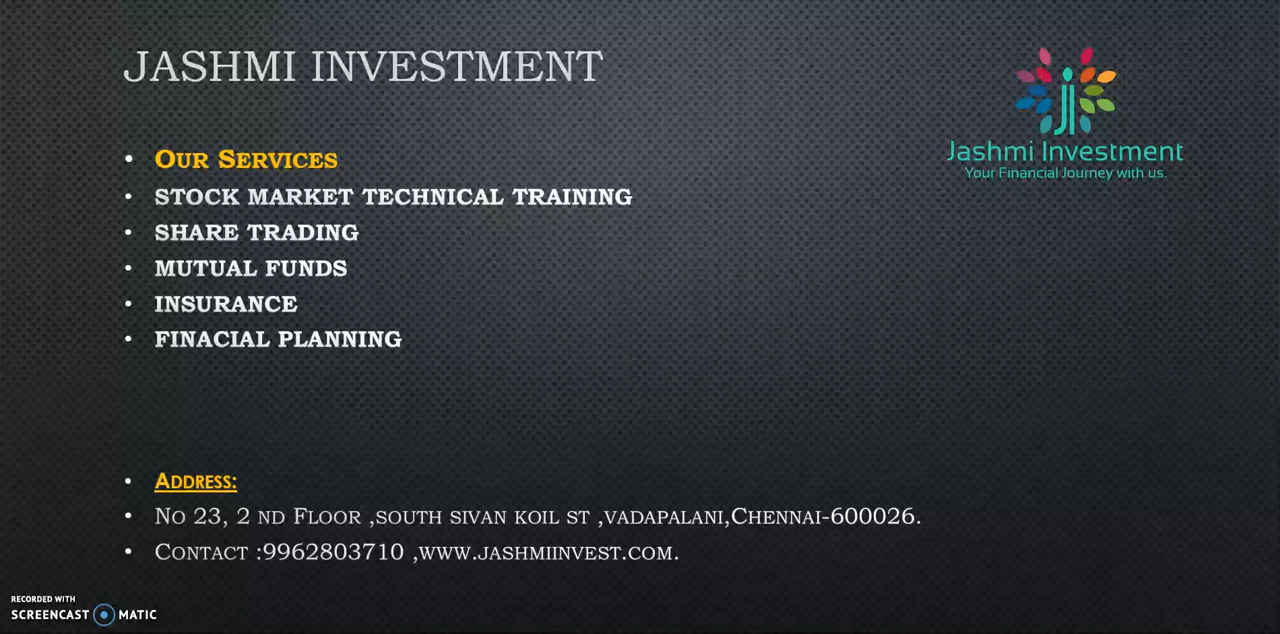 JASHMI INVESTMENT
Jashmi Investment
Your Financial Journey with us.
• OUR SERVICES
• STOCK MARKET TECHNICAL TRAINING
• SHARE TRADING
• MUTUAL FUNDS
• INSURANCE
• FINACIAL PLANNING
• ADDRESS:
• NO 23, 2 ND FLOOR ,SOUTH SIVAN KOIL ST ,VADAPALANI,CHENNAI-600026.
• CONTACT :9962803710 ,WWW.JASHMIINVEST.COM.
RECORDED WITH
SCREENCAST MATIC